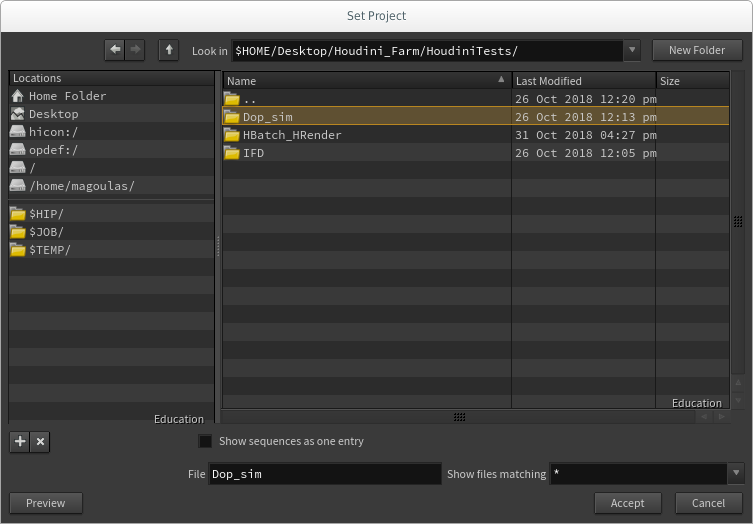 Set Project
Look in $HOME/Desktop/Houdini_Farm/HoudiniTests/ New Folder
Locations
Home Folder
Desktop
hicon:/
opdef:/
/
/home/magoulas/
$HIP/
$JOB/
$TEMP/
Education
Name Last Modified Size
.. 26 Oct 2018 12:20 pm
Dop_sim 26 Oct 2018 12:13 pm
HBatch_HRender 31 Oct 2018 04:27 pm
IFD 26 Oct 2018 12:05 pm
Education
Show sequences as one entry
File Dop_sim Show files matching *
Preview Accept Cancel